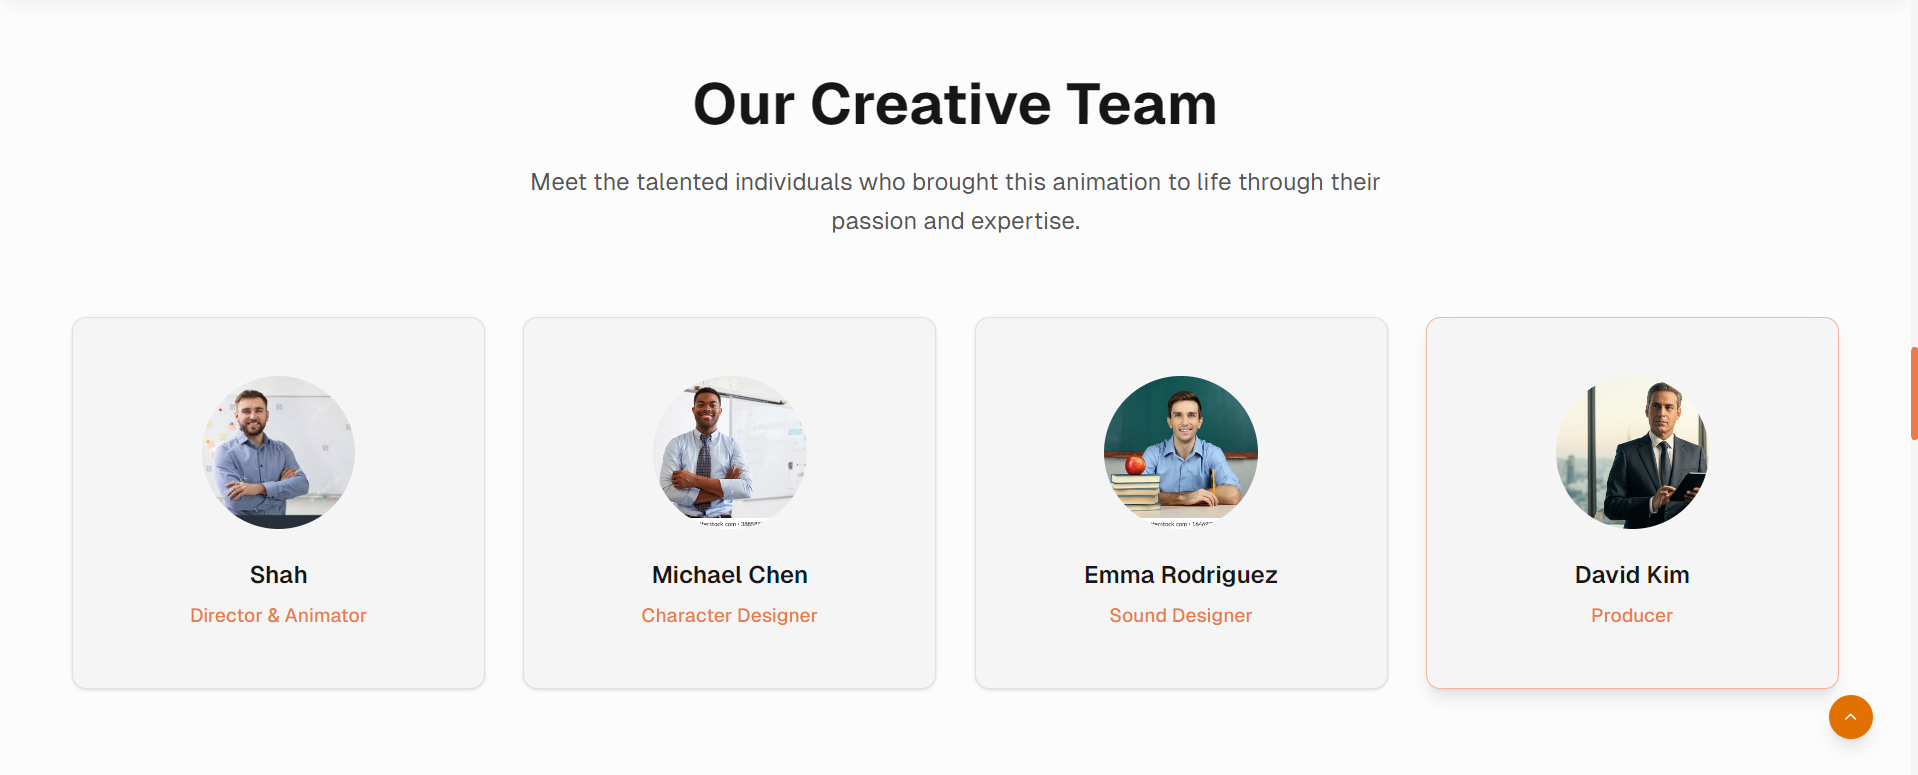 Our Creative Team
Meet the talented individuals who brought this animation to life through their
passion and expertise.
Shah
Director & Animator
Michael Chen
Character Designer
Emma Rodriguez
Sound Designer
David Kim
Producer